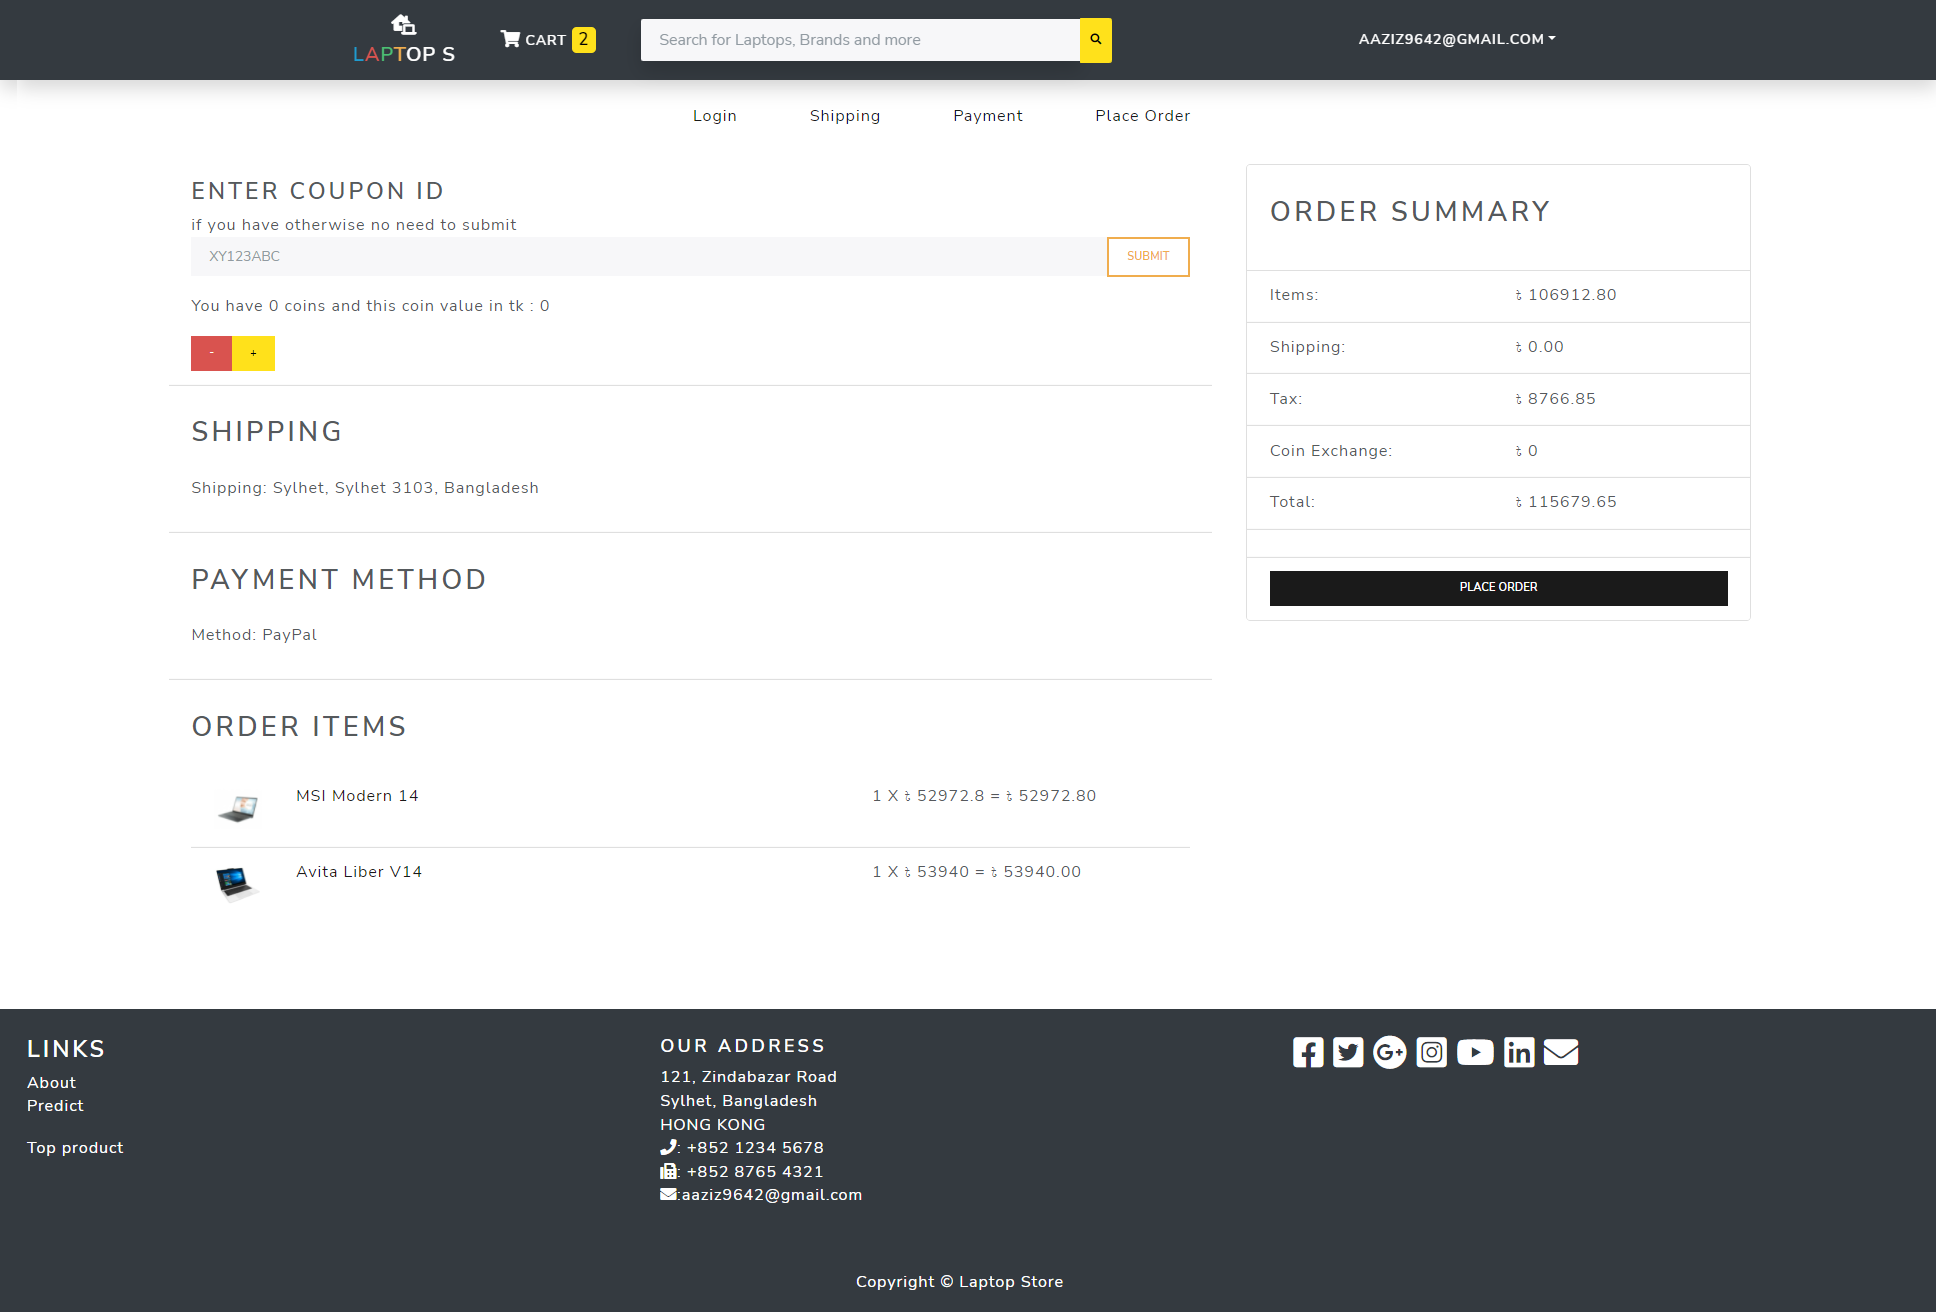 LAPTOP S
CART 2
Search for Laptops, Brands and more
AAZIZ9642@GMAIL.COM
Login Shipping Payment Place Order
ENTER COUPON ID
if you have otherwise no need to submit
XY123ABC
SUBMIT
You have 0 coins and this coin value in tk : 0
- +
SHIPPING
Shipping: Sylhet, Sylhet 3103, Bangladesh
PAYMENT METHOD
Method: PayPal
ORDER ITEMS
MSI Modern 14 1 X ৳ 52972.8 = ৳ 52972.80
Avita Liber V14 1 X ৳ 53940 = ৳ 53940.00
ORDER SUMMARY
Items: ৳ 106912.80
Shipping: ৳ 0.00
Tax: ৳ 8766.85
Coin Exchange: ৳ 0
Total: ৳ 115679.65
PLACE ORDER
LINKS
About
Predict
Top product
OUR ADDRESS
121, Zindabazar Road
Sylhet, Bangladesh
HONG KONG
: +852 1234 5678
: +852 8765 4321
:aaziz9642@gmail.com
Copyright © Laptop Store